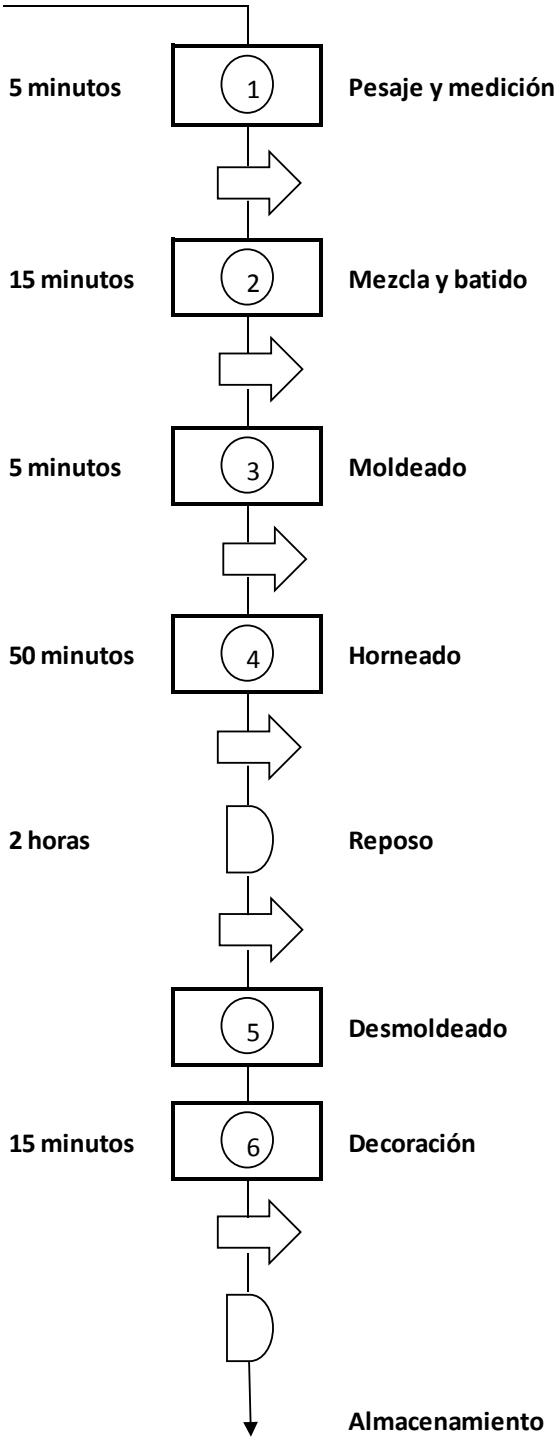 5 minutos 1 Pesaje y medición
15 minutos 2 Mezcla y batido
5 minutos 3 Moldeado
50 minutos 4 Horneado
2 horas Reposo
5 Desmoldeado
15 minutos 6 Decoración
Almacenamiento